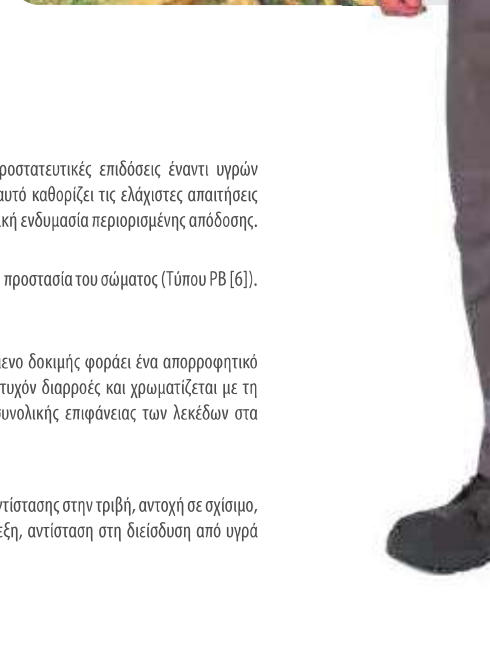 ροστατευτικές επιδόσεις έναντι υγρών
αυτό καθορίζει τις ελάχιστες απαιτήσεις
ική ενδυμασία περιορισμένης απόδοσης.
προστασία του σώματος (Τύπου PB [6]).
μενο δοκιμής φοράει ένα απορροφητικό
τυχόν διαρροές και χρωματίζεται με τη
συνολικής επιφάνειας των λεκέδων στα
ντίστασης στην τριβή, αντοχή σε σχίσιμο,
εξη, αντίσταση στη διείσδυση από υγρά